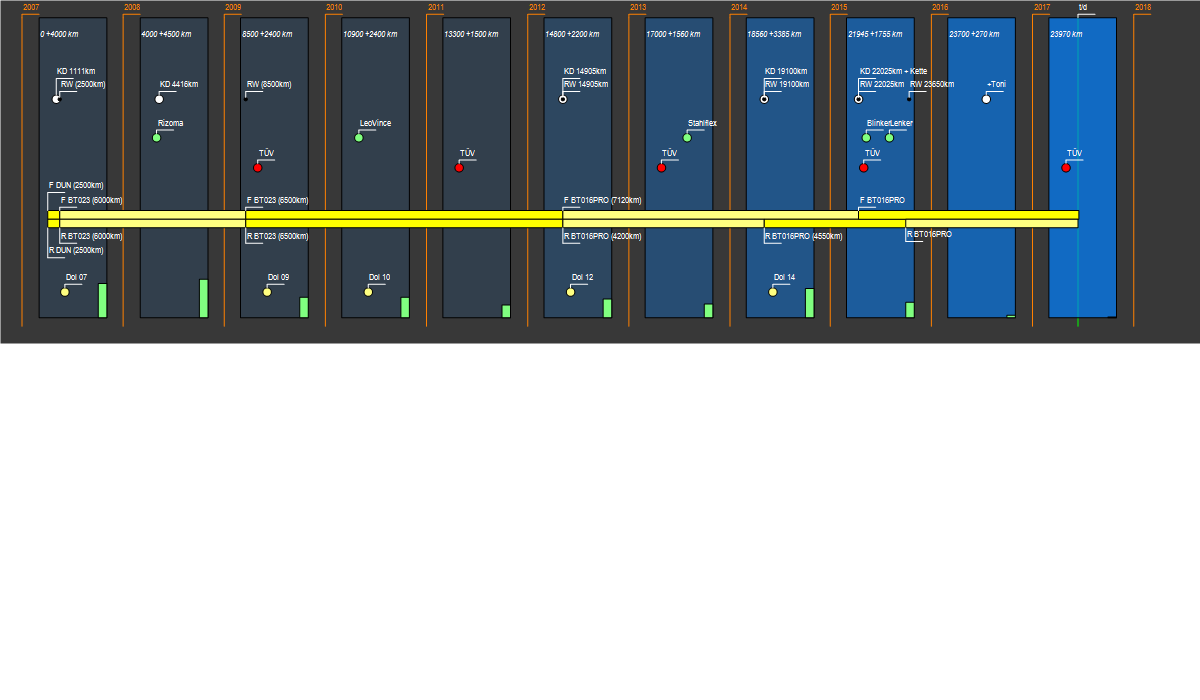 2007 2008 2009 2010 2011 2012 2013 2014 2015 2016 2017 t/d 2018
0 +4000 km 4000 +4500 km 8500 +2400 km 10900 +2400 km 13300 +1500 km 14800 +2200 km 17000 +1560 km 18560 +3385 km 21945 +1755 km 23700 +270 km 23970 km
KD 1111km KD 14905km KD 19100km KD 22025km + Kette
RW (2500km) KD 4416km RW (8500km) RW 14905km RW 19100km RW 22025km RW 23650km +Toni
Rizoma LeoVince Stahlflex Blinker Lenker
TÜV TÜV TÜV TÜV TÜV
F DUN (2500km)
F BT023 (6000km) F BT023 (6500km) F BT016PRO (7120km) F BT016PRO
R BT023 (6000km) R BT023 (6500km) R BT016PRO (4200km) R BT016PRO (4550km) R BT016PRO
R DUN (2500km)
Dol 07 Dol 09 Dol 10 Dol 12 Dol 14